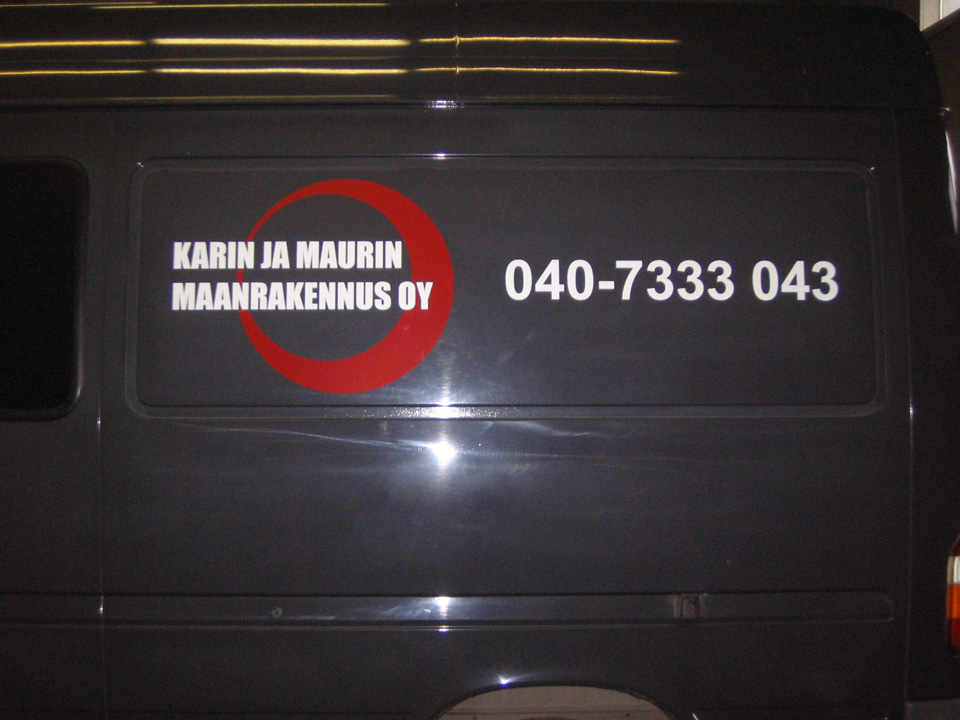 KARIN JA MAURIN
MAANRAKENNUS OY
040-7333 043